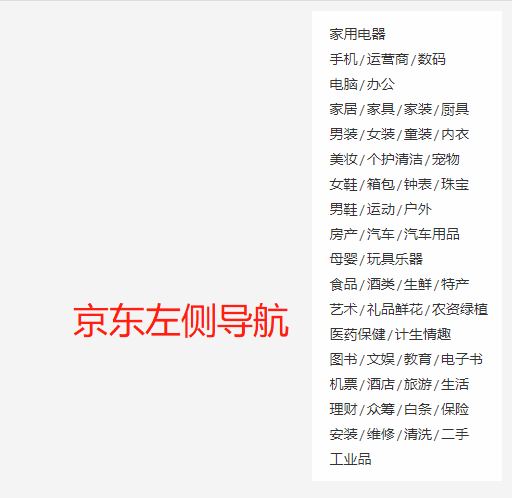 家用电器
手机/运营商/数码
电脑/办公
家居/家具/家装/厨具
男装/女装/童装/内衣
美妆/个护清洁/宠物
女鞋/箱包/钟表/珠宝
男鞋/运动/户外
房产/汽车/汽车用品
母婴/玩具乐器
食品/酒类/生鲜/特产
艺术/礼品鲜花/农资绿植
医药保健/计生情趣
图书/文娱/教育/电子书
机票/酒店/旅游/生活
理财/众筹/白条/保险
安装/维修/清洗/二手
工业品
京东左侧导航